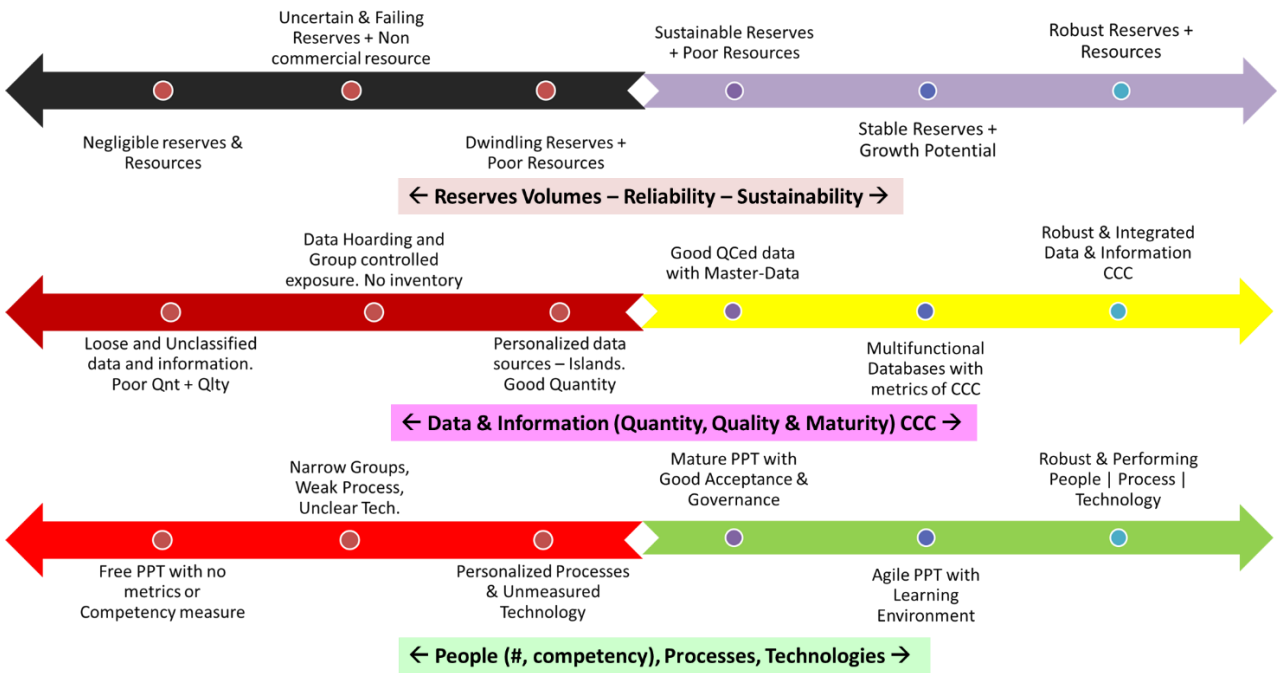 Uncertain & Failing
Reserves + Non
commercial resource
Sustainable Reserves
+ Poor Resources
Robust Reserves +
Resources
Negligible reserves &
Resources
Dwindling Reserves +
Poor Resources
Stable Reserves +
Growth Potential
← Reserves Volumes – Reliability – Sustainability →
Data Hoarding and
Group controlled
exposure. No inventory
Good QCed data
with Master-Data
Robust & Integrated
Data & Information
CCC
Loose and Unclassified
data and information.
Poor Qnt + Qlty
Personalized data
sources – Islands.
Good Quantity
Multifunctional
Databases with
metrics of CCC
← Data & Information (Quantity, Quality & Maturity) CCC →
Narrow Groups,
Weak Process,
Unclear Tech.
Mature PPT with
Good Acceptance &
Governance
Robust & Performing
People | Process |
Technology
Free PPT with no
metrics or
Competency measure
Personalized Processes
& Unmeasured
Technology
Agile PPT with
Learning
Environment
← People (#, competency), Processes, Technologies →